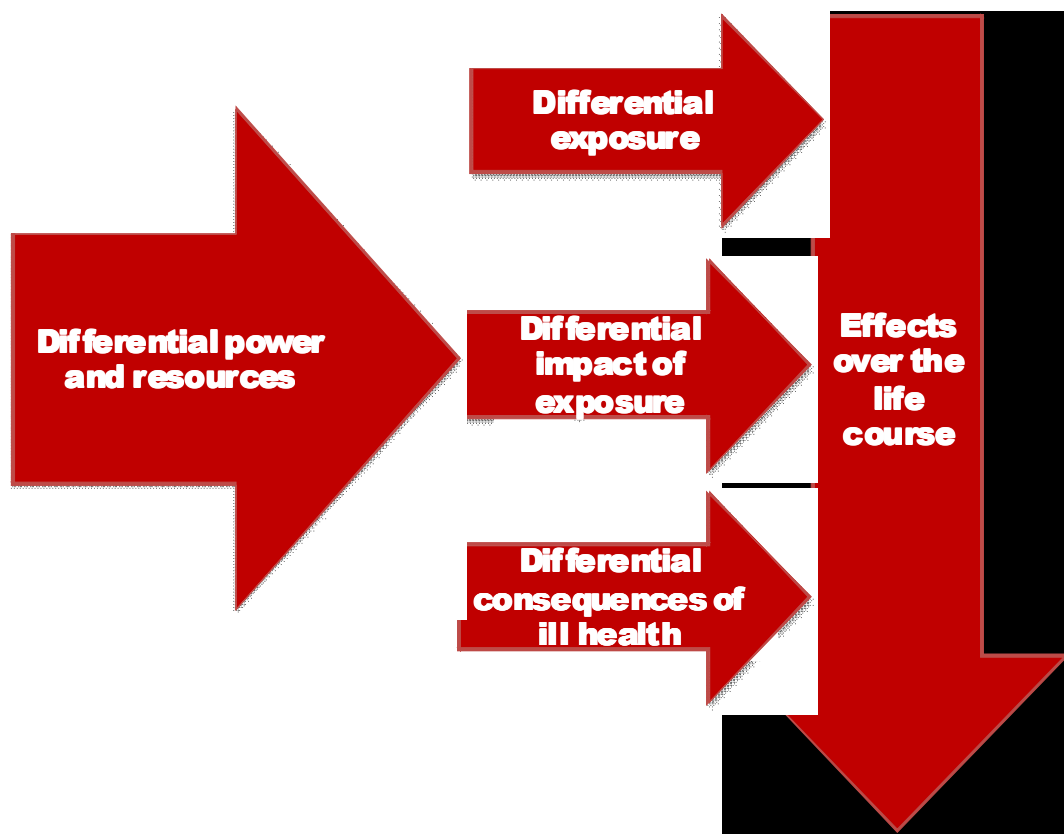 Differential
exposure
Differential power
and resources
Differential
impact of
exposure
Effects
over the
life
course
Differential
consequences of
ill health